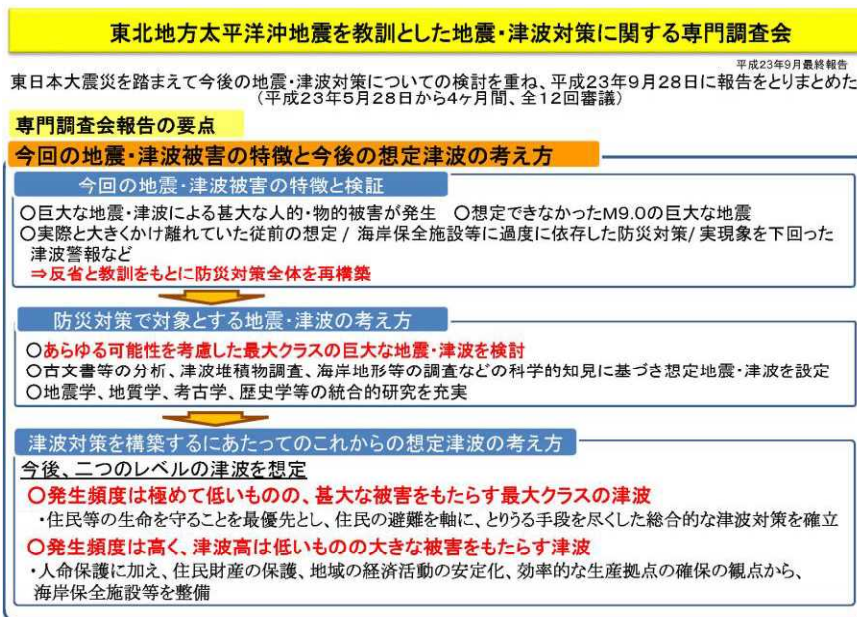 東北地方太平洋沖地震を教訓とした地震・津波対策に関する専門調査会
平成23年9月最終報告
東日本大震災を踏まえて今後の地震・津波対策についての検討を重ね、平成23年9月28日に報告をとりまとめた
(平成23年5月28日から4ヶ月間、全12回審議)
専門調査会報告の要点
今回の地震・津波被害の特徴と今後の想定津波の考え方
今回の地震・津波被害の特徴と検証
○巨大な地震・津波による甚大な人的・物的被害が発生 ○想定できなかったM9.0の巨大な地震
○実際と大きくかけ離れていた従前の想定 / 海岸保全施設等に過度に依存した防災対策/ 実現象を下回った
津波警報など
⇒反省と教訓をもとに防災対策全体を再構築
防災対策で対象とする地震・津波の考え方
○あらゆる可能性を考慮した最大クラスの巨大な地震・津波を検討
○古文書等の分析、津波堆積物調査、海岸地形等の調査などの科学的知見に基づき想定地震・津波を設定
○地震学、地質学、考古学、歴史学等の統合的研究を充実
津波対策を構築するにあたってのこれからの想定津波の考え方
今後、二つのレベルの津波を想定
○発生頻度は極めて低いものの、甚大な被害をもたらす最大クラスの津波
・住民等の生命を守ることを最優先とし、住民の避難を軸に、とりうる手段を尽くした総合的な津波対策を確立
○発生頻度は高く、津波高は低いものの大きな被害をもたらす津波
・人命保護に加え、住民財産の保護、地域の経済活動の安定化、効率的な生産拠点の確保の観点から、
海岸保全施設等を整備